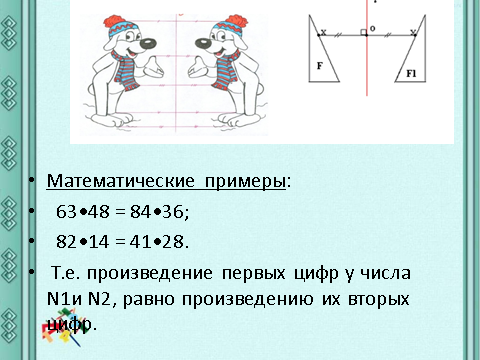 x o x
F F1
• Математические примеры:
• 63•48 = 84•36;
• 82•14 = 41•28.
• Т.е. произведение первых цифр у числа
N1и N2, равно произведению их вторых
цифр.